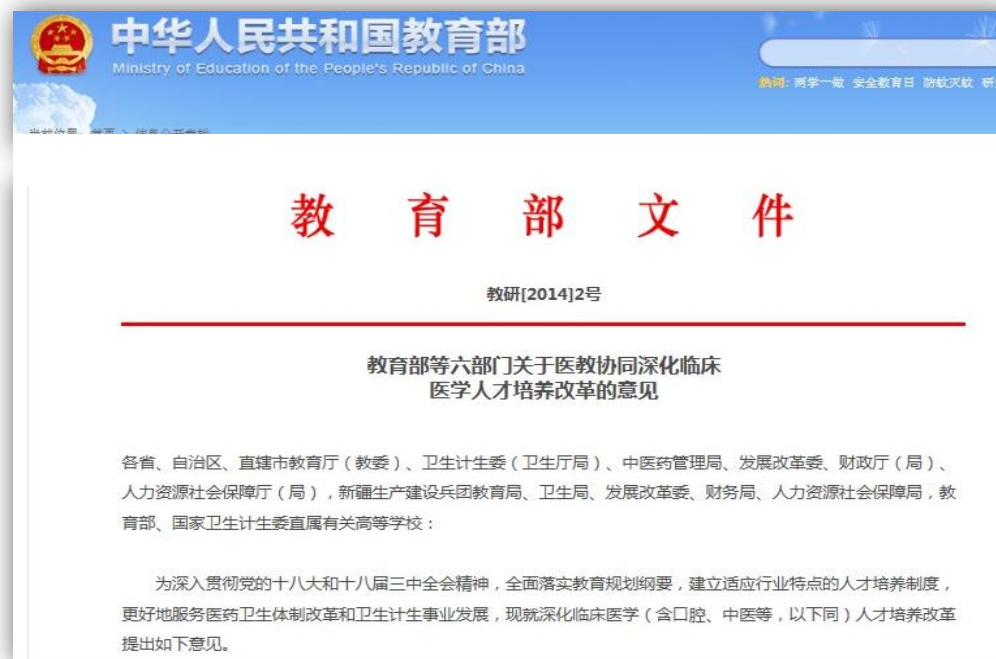 中华人民共和国教育部
Ministry of Education of the People's Republic of China
热词: 两学一做 安全教育日 防蚊灭蚊
教育部文件
教研[2014]2号
教育部等六部门关于医教协同深化临床
医学人才培养改革的意见
各省、自治区、直辖市教育厅（教委）、卫生计生委（卫生厅局）、中医药管理局、发展改革委、财政厅（局）、
人力资源社会保障厅（局），新疆生产建设兵团教育局、卫生局、发展改革委、财务局、人力资源社会保障局，教
育部、国家卫生计生委直属有关高等学校：
为深入贯彻党的十八大和十八届三中全会精神，全面落实教育规划纲要，建立适应行业特点的人才培养制度，
更好地服务医药卫生体制改革和卫生计生事业发展，现就深化临床医学（含口腔、中医等，以下同）人才培养改革
提出如下意见。